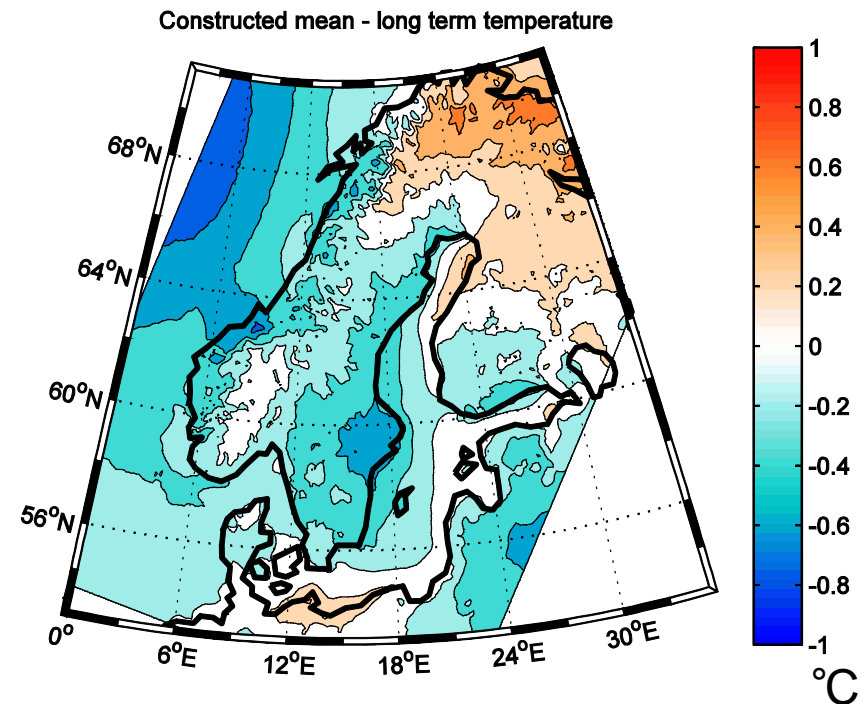 Constructed mean - long term temperature
68°N
64°N
60°N
56°N
0°
6°E
12°E
18°E
24°E
30°E
1
0.8
0.6
0.4
0.2
0
-0.2
-0.4
-0.6
-0.8
-1
°C